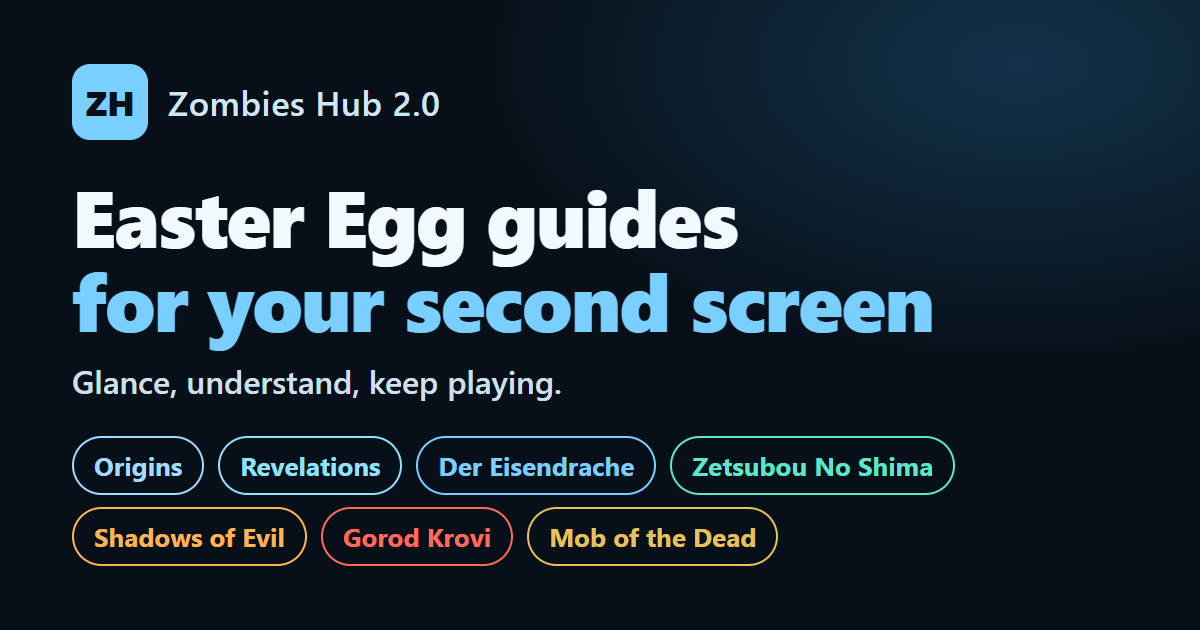 ZH
Zombies Hub 2.0
Easter Egg guides
for your second screen
Glance, understand, keep playing.
Origins
Revelations
Der Eisendrache
Zetsubou No Shima
Shadows of Evil
Gorod Krovi
Mob of the Dead